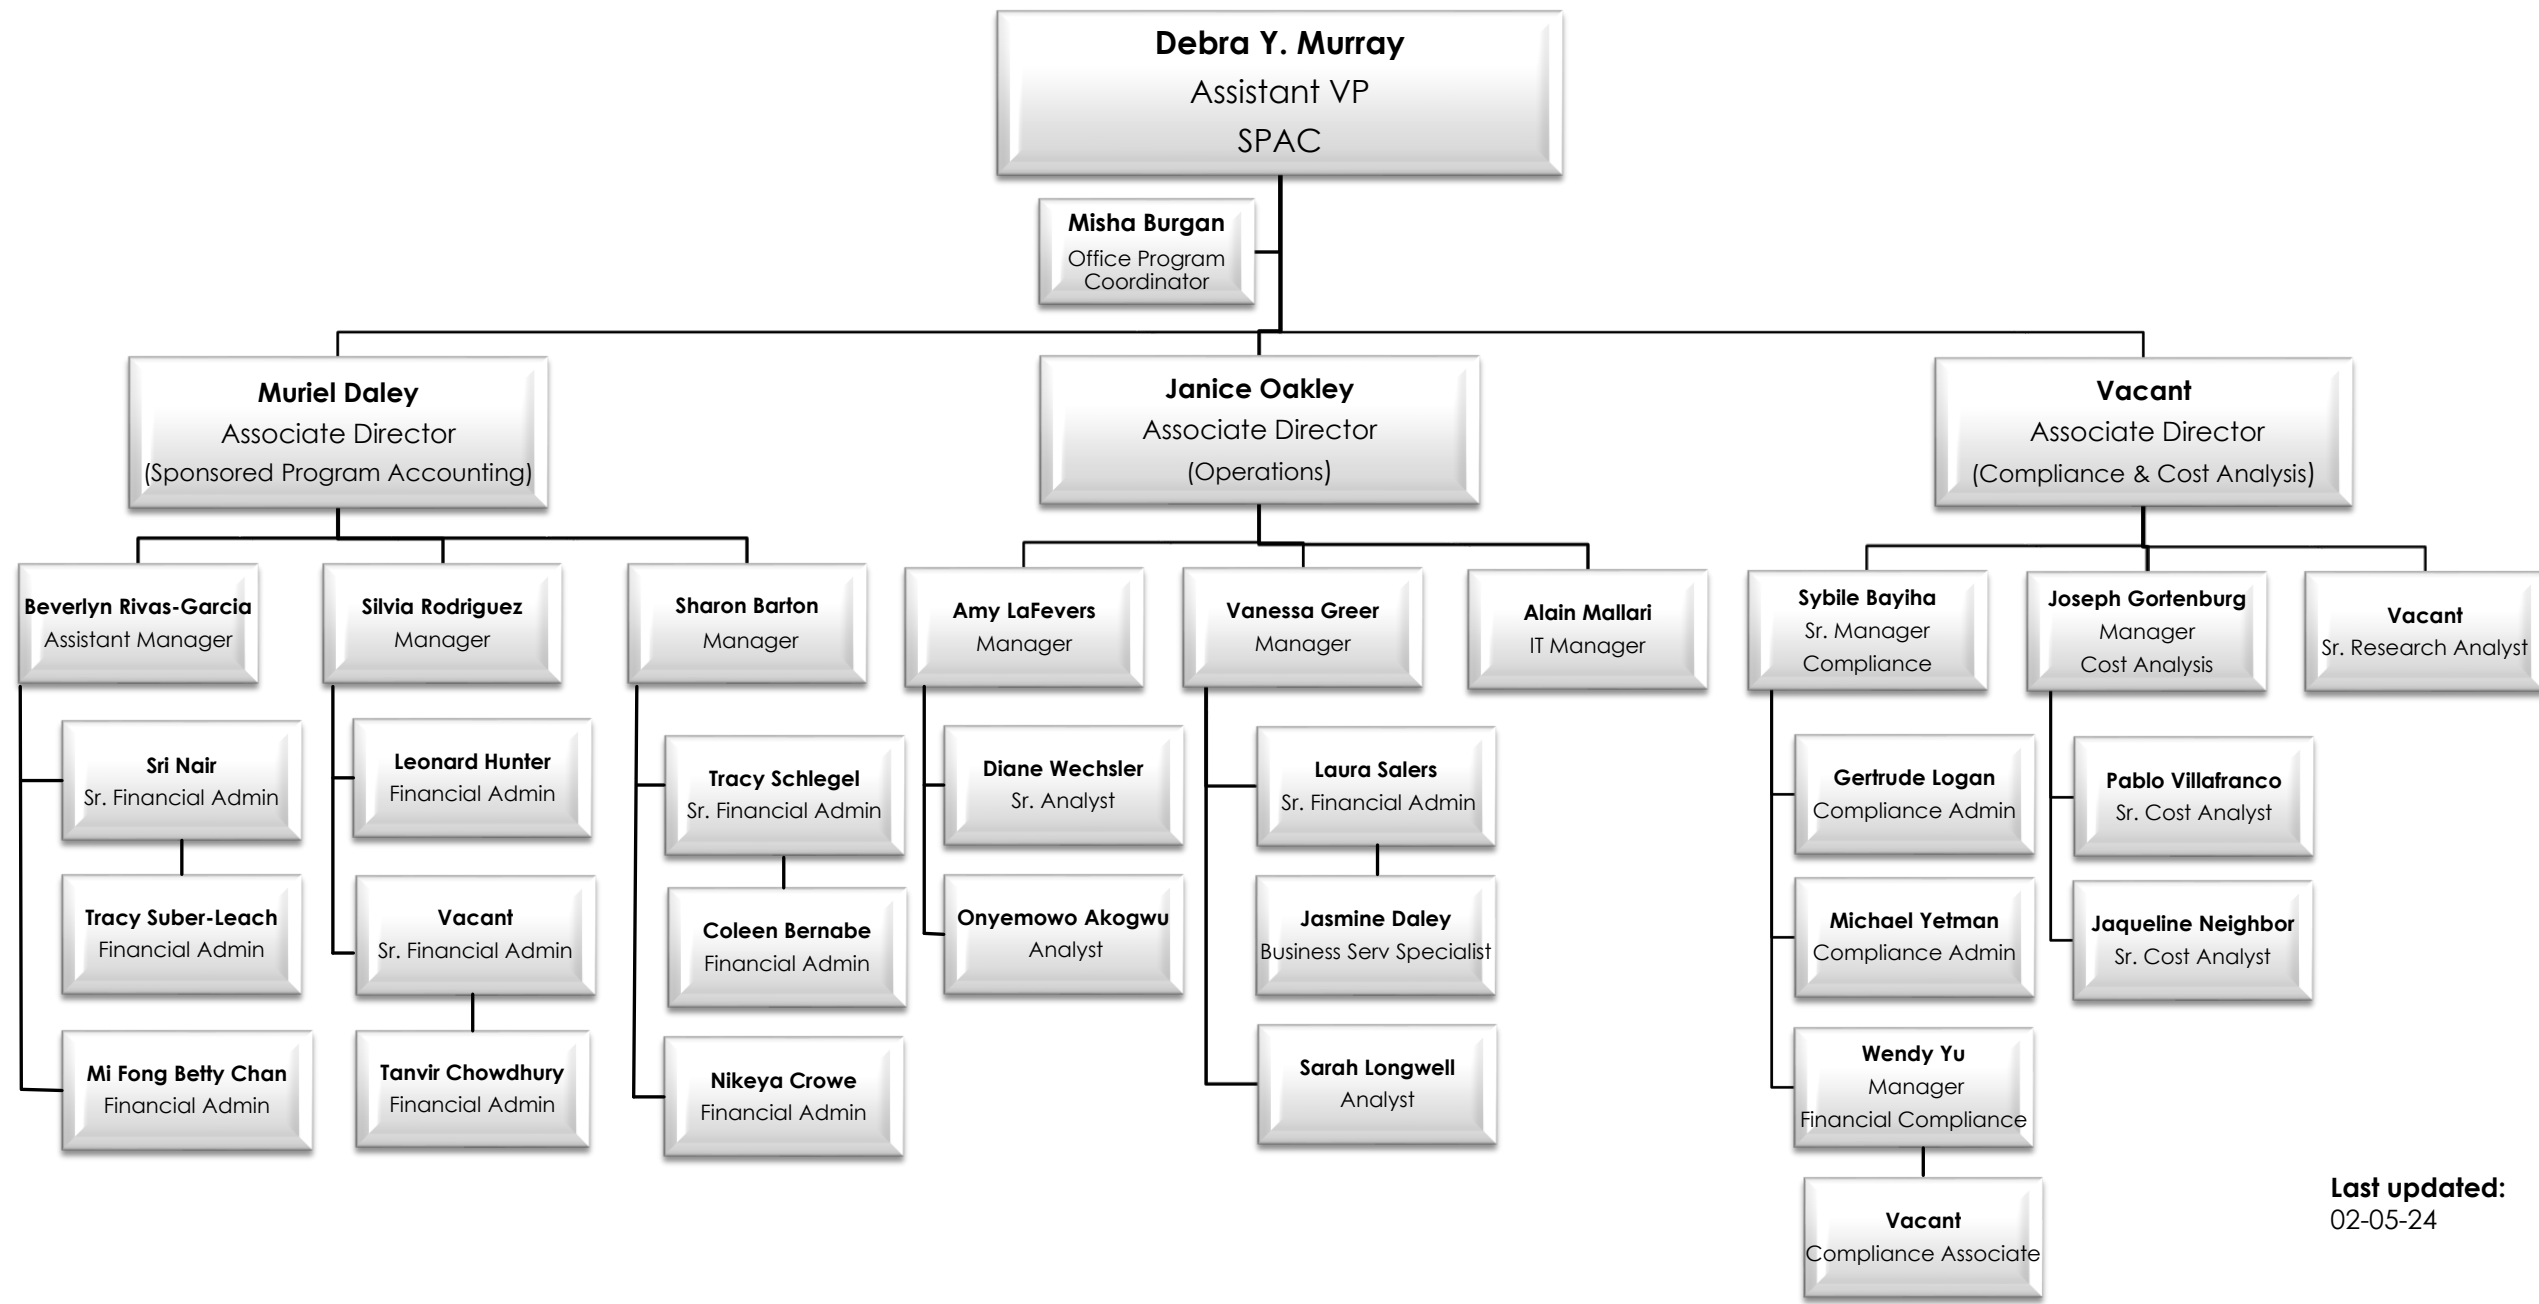 Debra Y. Murray
Assistant VP
SPAC
Misha Burgan
Office Program
Coordinator
Muriel Daley
Associate Director
(Sponsored Program Accounting)
Janice Oakley
Associate Director
(Operations)
Vacant
Associate Director
(Compliance & Cost Analysis)
Beverlyn Rivas-Garcia
Assistant Manager
Silvia Rodriguez
Manager
Sharon Barton
Manager
Amy LaFevers
Manager
Vanessa Greer
Manager
Alain Mallari
IT Manager
Sybile Bayiha
Sr. Manager
Compliance
Joseph Gortenburg
Manager
Cost Analysis
Vacant
Sr. Research Analyst
Sri Nair
Sr. Financial Admin
Leonard Hunter
Financial Admin
Tracy Schlegel
Sr. Financial Admin
Diane Wechsler
Sr. Analyst
Laura Salers
Sr. Financial Admin
Gertrude Logan
Compliance Admin
Pablo Villafranco
Sr. Cost Analyst
Tracy Suber-Leach
Financial Admin
Vacant
Sr. Financial Admin
Coleen Bernabe
Financial Admin
Onyemowo Akogwu
Analyst
Jasmine Daley
Business Serv Specialist
Michael Yetman
Compliance Admin
Jaqueline Neighbor
Sr. Cost Analyst
Mi Fong Betty Chan
Financial Admin
Tanvir Chowdhury
Financial Admin
Nikeya Crowe
Financial Admin
Sarah Longwell
Analyst
Wendy Yu
Manager
Financial Compliance
Vacant
Compliance Associate
Last updated:
02-05-24